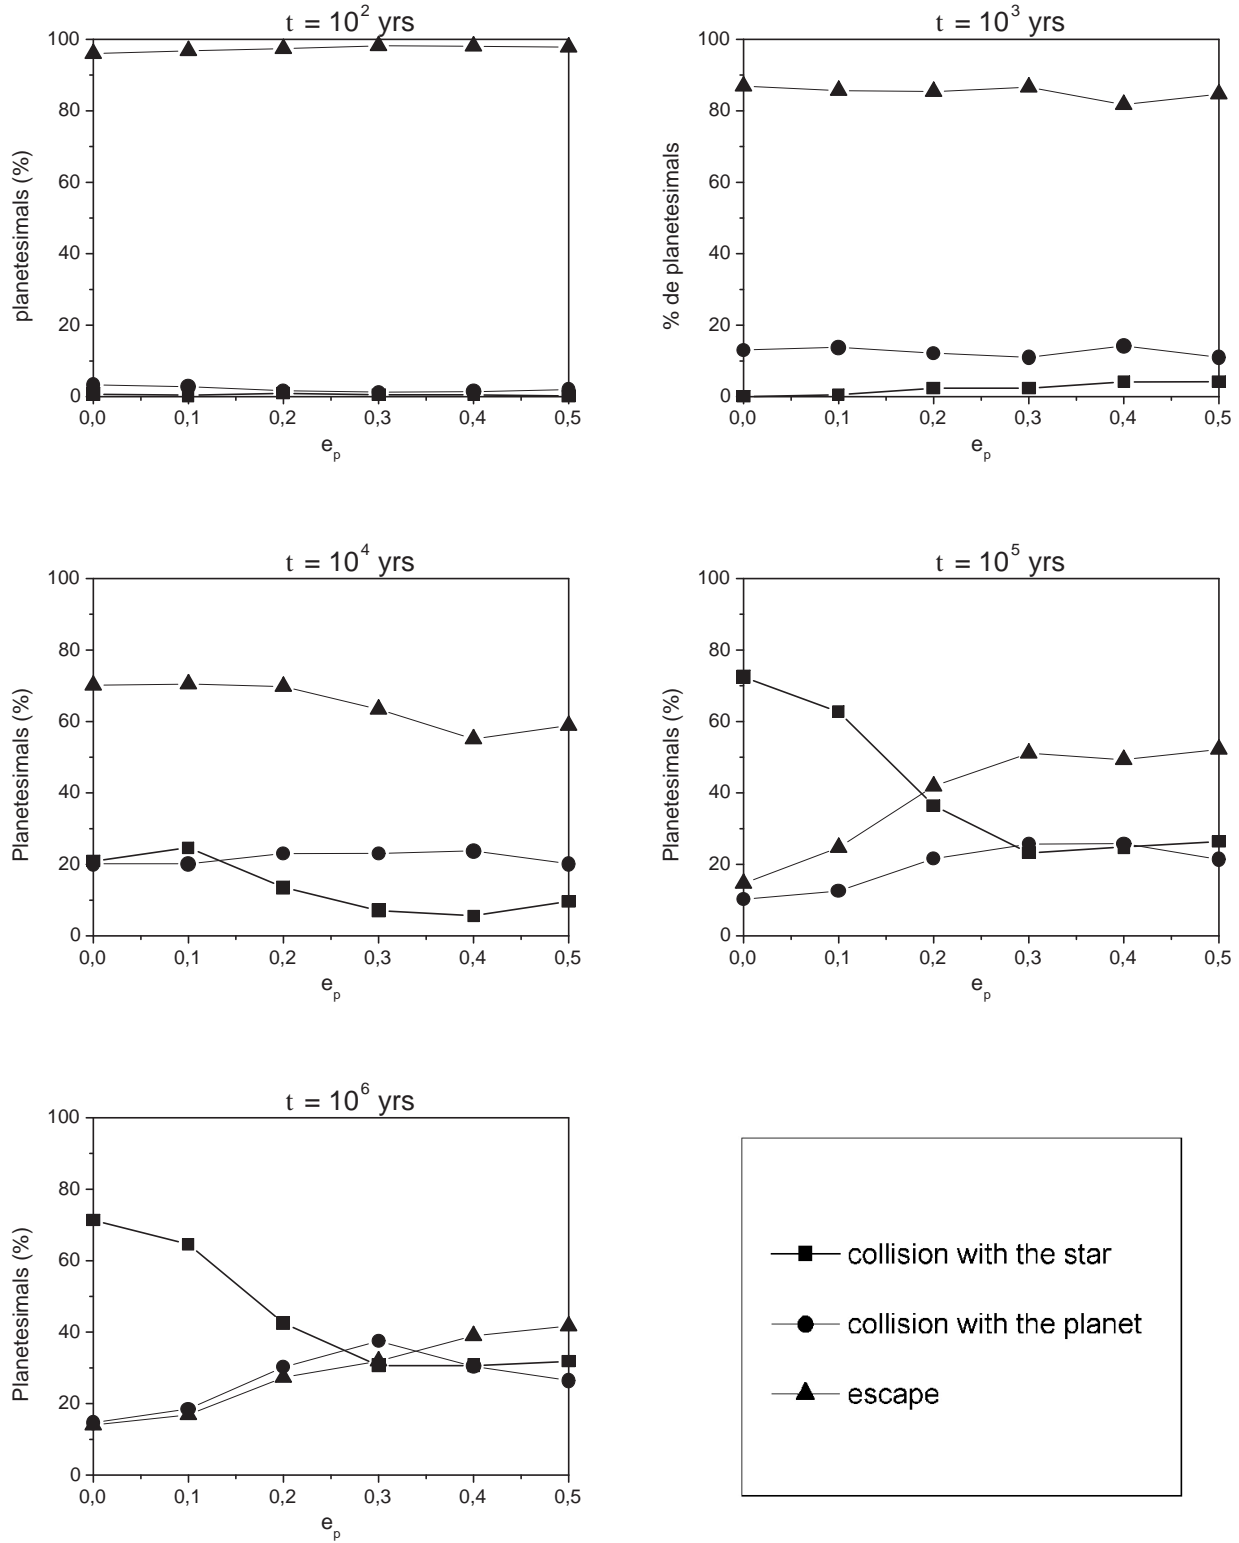 τ = 10² yrs
100
80
60
40
20
0
planetesimals (%)
0,0 0,1 0,2 0,3 0,4 0,5
eₚ
τ = 10³ yrs
100
80
60
40
20
0
% de planetesimals
0,0 0,1 0,2 0,3 0,4 0,5
eₚ
τ = 10⁴ yrs
100
80
60
40
20
0
Planetesimals (%)
0,0 0,1 0,2 0,3 0,4 0,5
eₚ
τ = 10⁵ yrs
100
80
60
40
20
0
Planetesimals (%)
0,0 0,1 0,2 0,3 0,4 0,5
eₚ
τ = 10⁶ yrs
100
80
60
40
20
0
Planetesimals (%)
0,0 0,1 0,2 0,3 0,4 0,5
eₚ
collision with the star
collision with the planet
escape